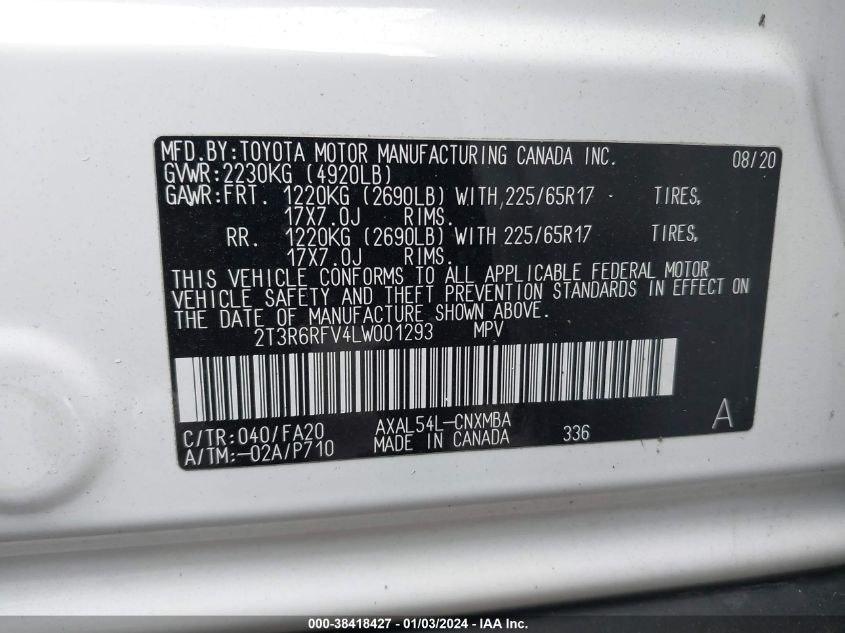 MFD.BY:TOYOTA MOTOR MANUFACTURING CANADA INC. 08/20
GVWR:2230KG (4920LB)
GAWR:FRT. 1220KG (2690LB) WITH 225/65R17 TIRES,
17X7.0J RIMS.
RR. 1220KG (2690LB) WITH 225/65R17 TIRES,
17X7.0J RIMS.
THIS VEHICLE CONFORMS TO ALL APPLICABLE FEDERAL MOTOR
VEHICLE SAFETY AND THEFT PREVENTION STANDARDS IN EFFECT ON
THE DATE OF MANUFACTURE SHOWN ABOVE.
2T3R6RFV4LW001293 MPV
C/TR:040/FA20 AXAL54L-CNXMBA A
A/TM:-02A/P710 MADE IN CANADA 336
000-38418427 - 01/03/2024 - IAA Inc.